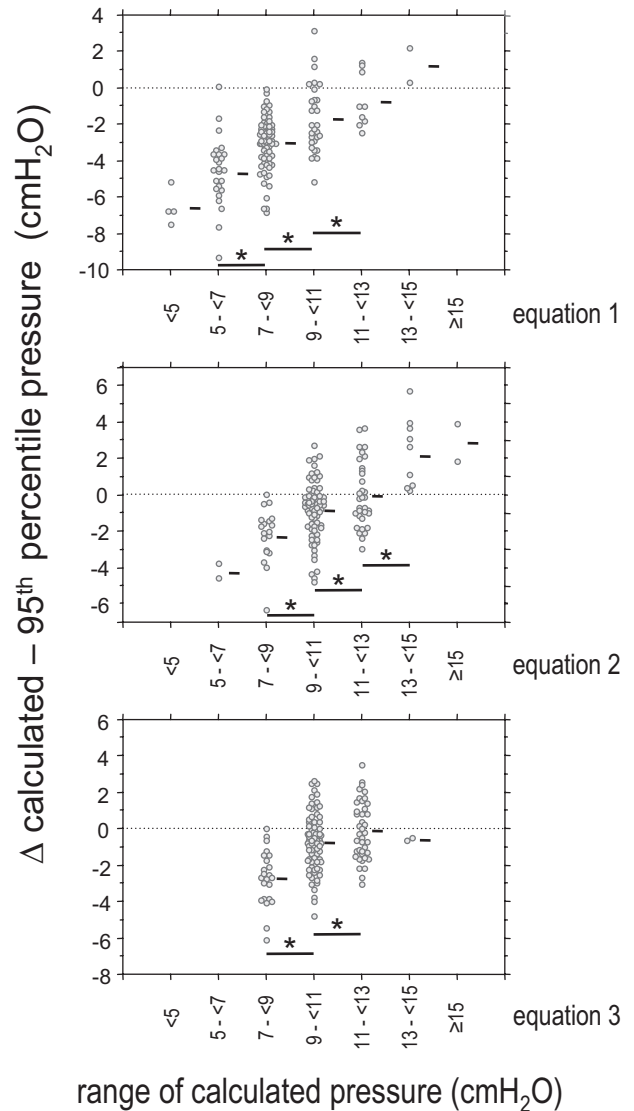 Δ calculated – 95th percentile pressure (cmH2O)
4
2
0
-2
-4
-6
-8
-10
* * *
<5
5 - <7
7 - <9
9 - <11
11 - <13
13 - <15
≥15
equation 1
6
4
2
0
-2
-4
-6
* * *
<5
5 - <7
7 - <9
9 - <11
11 - <13
13 - <15
≥15
equation 2
6
4
2
0
-2
-4
-6
-8
* *
<5
5 - <7
7 - <9
9 - <11
11 - <13
13 - <15
≥15
equation 3
range of calculated pressure (cmH2O)